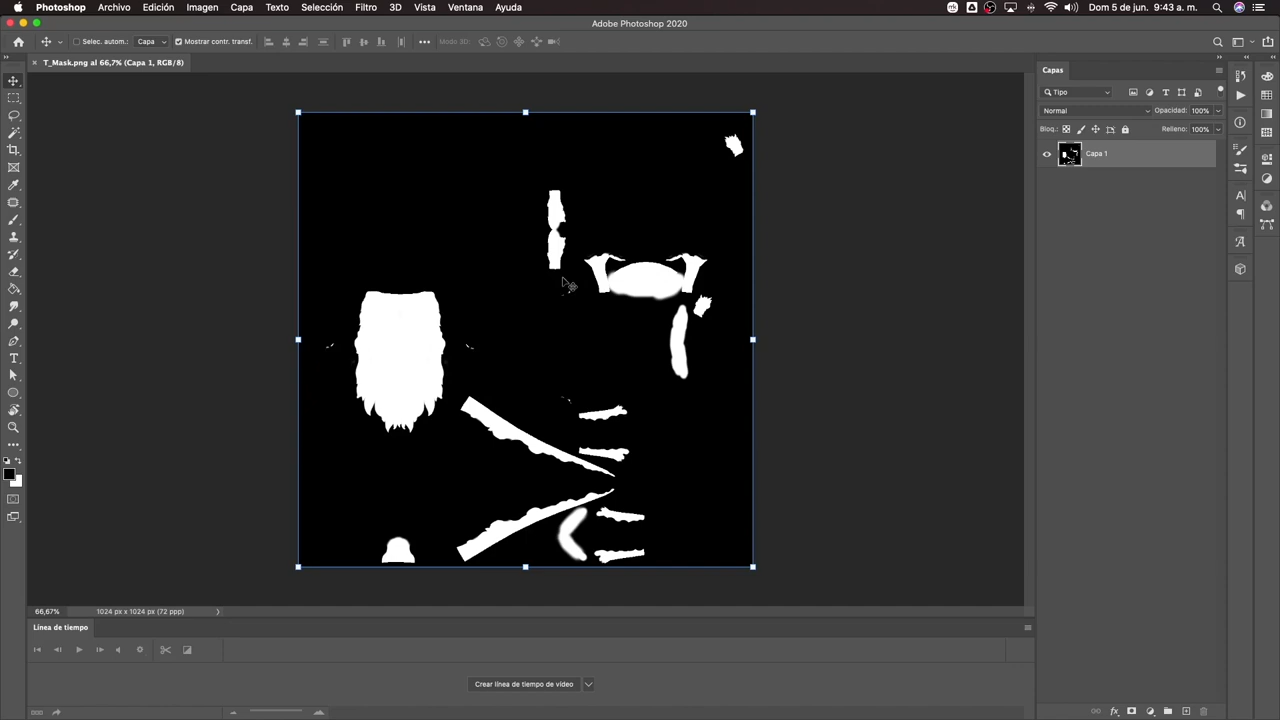 Photoshop Archivo Edición Imagen Capa Texto Selección Filtro 3D Vista Ventana Ayuda Dom 5 de jun. 9:43 a. m.
Adobe Photoshop 2020
Selec. autom.: Capa Mostrar contr. transf. Modo 3D:
T_Mask.png al 66,7% (Capa 1, RGB/8)
Capas
Tipo
Normal Opacidad: 100%
Bloq.: Relleno: 100%
Capa 1
66,67% 1024 px x 1024 px (72 ppp)
Línea de tiempo
Crear línea de tiempo de vídeo